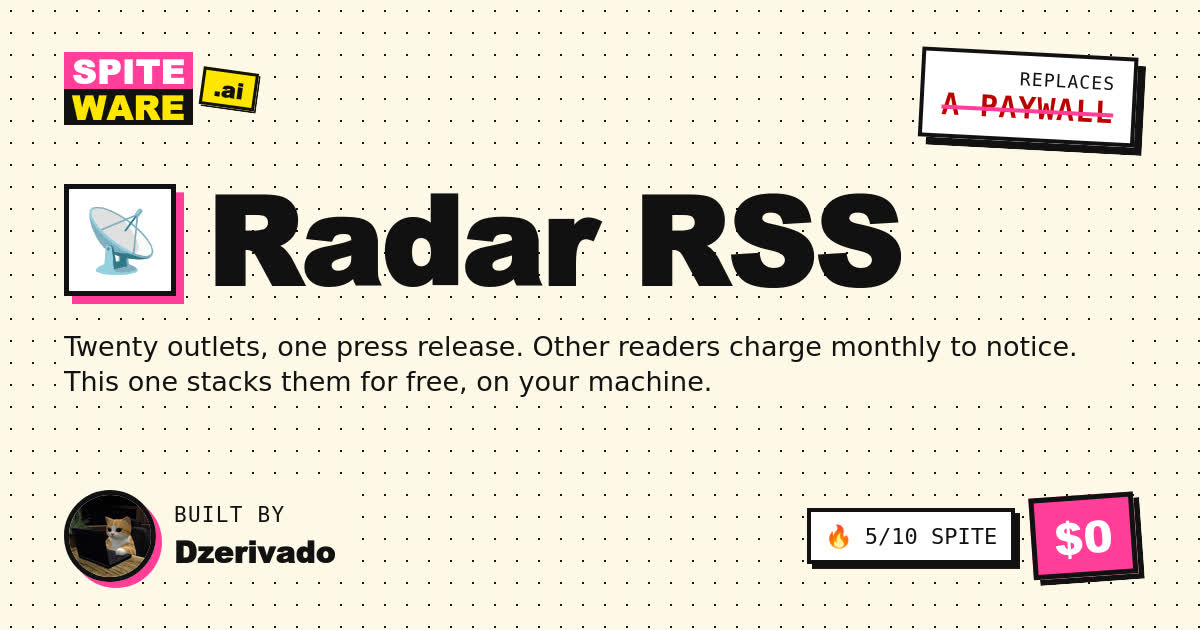 SPITE
WARE
.ai
REPLACES
A PAYWALL
Radar RSS
Twenty outlets, one press release. Other readers charge monthly to notice.
This one stacks them for free, on your machine.
BUILT BY
Dzerivado
5/10 SPITE
$0